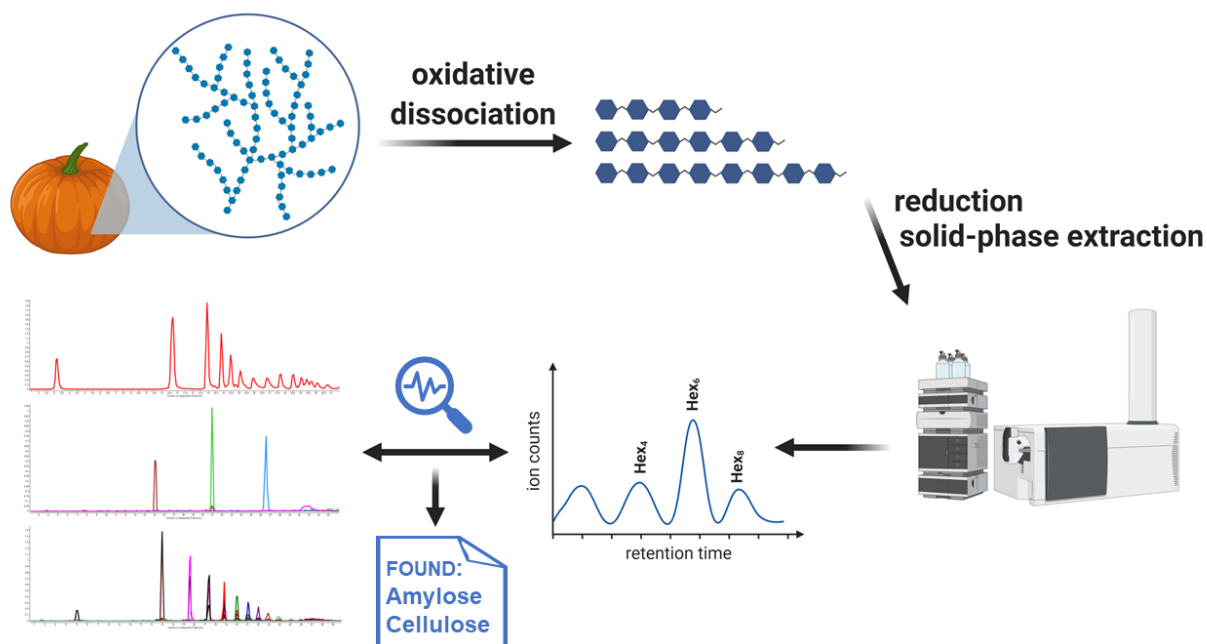 oxidative
dissociation
reduction
solid-phase extraction
Hex₄
Hex₆
Hex₈
ion counts
retention time
FOUND:
Amylose
Cellulose